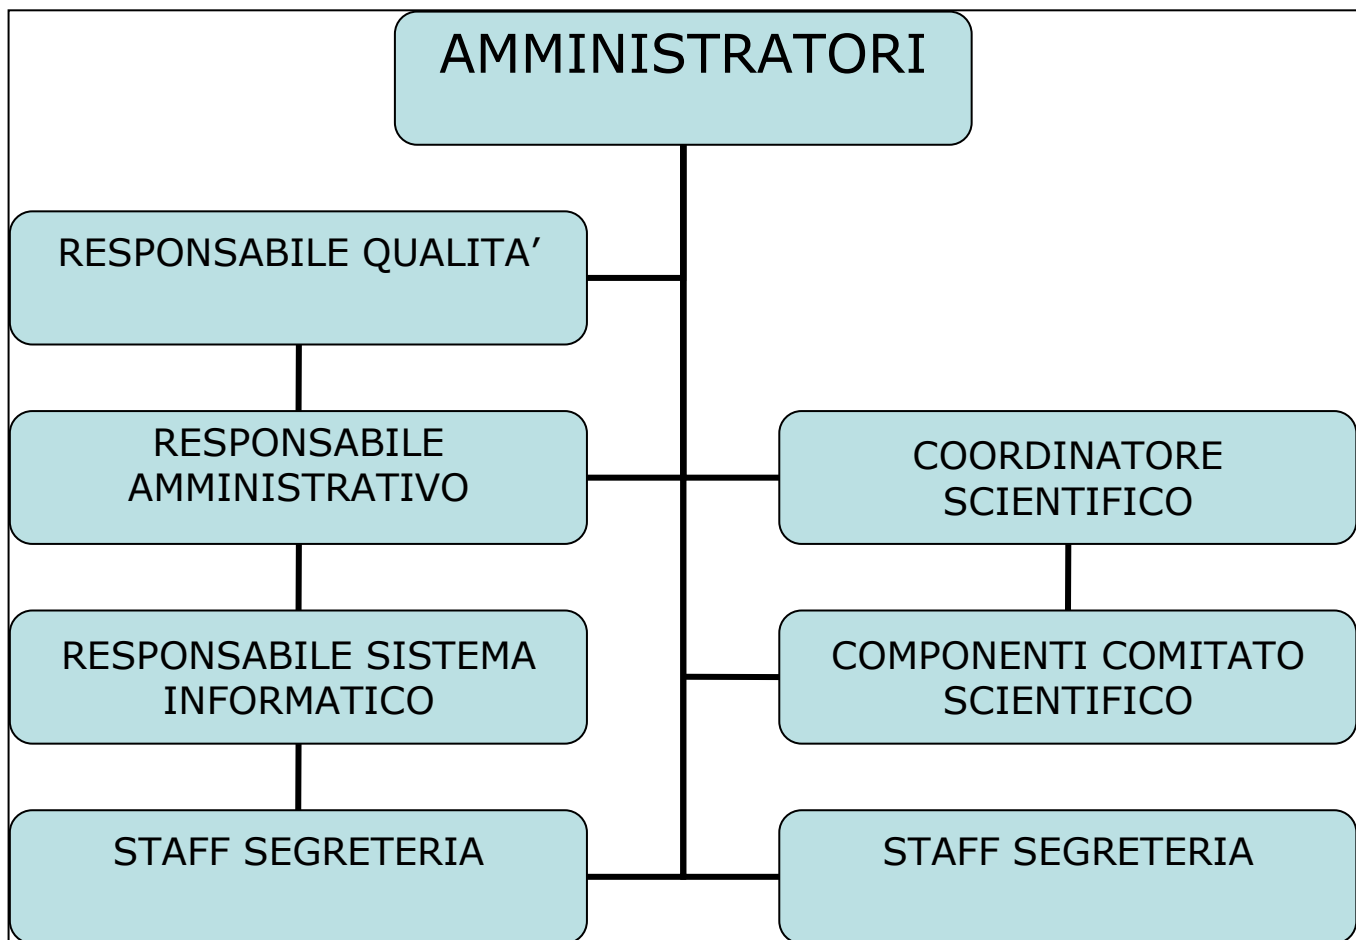 AMMINISTRATORI
RESPONSABILE QUALITA’
RESPONSABILE
AMMINISTRATIVO
COORDINATORE
SCIENTIFICO
RESPONSABILE SISTEMA
INFORMATICO
COMPONENTI COMITATO
SCIENTIFICO
STAFF SEGRETERIA
STAFF SEGRETERIA